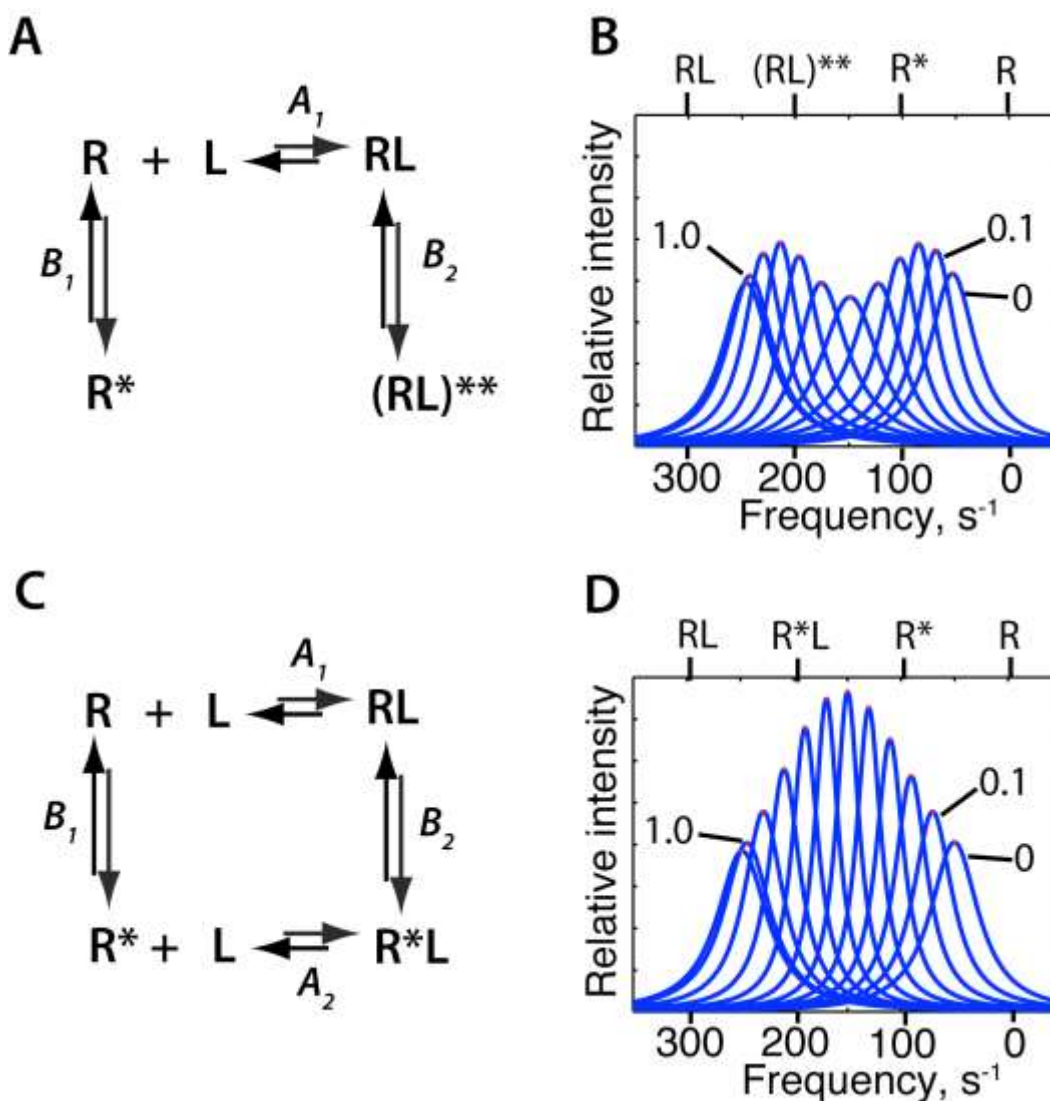 A
A1
R + L RL
B1
B2
R* (RL)**
B
RL (RL)** R* R
Relative intensity
1.0
0.1
0
300 200 100 0
Frequency, s-1
C
A1
R + L RL
B1
B2
R* + L R*L
A2
D
RL R*L R* R
Relative intensity
1.0
0.1
0
300 200 100 0
Frequency, s-1